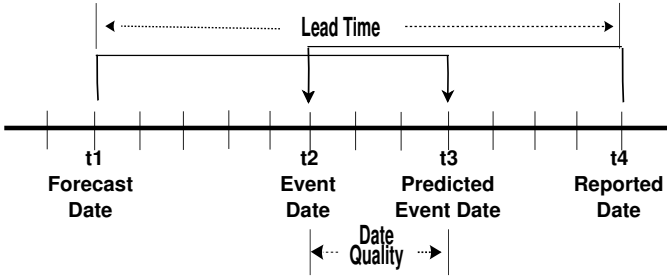 Lead Time
t1 t2 t3 t4
Forecast Event Predicted Reported
Date Date Event Date Date
Date
Quality